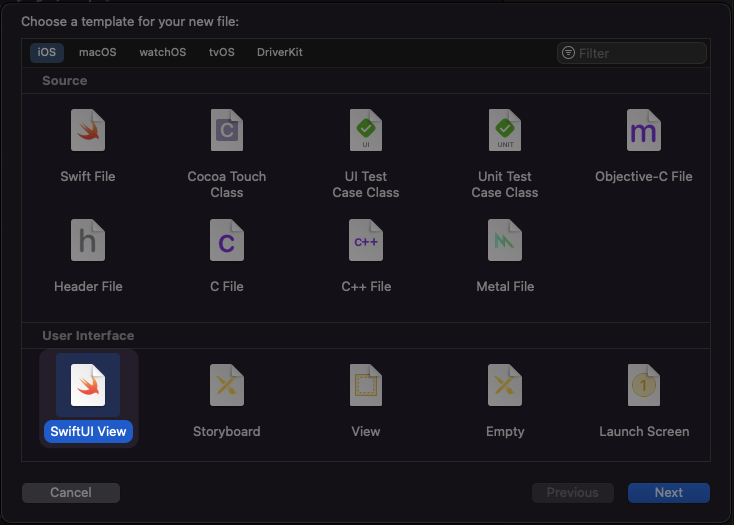 Choose a template for your new file:
iOS macOS watchOS tvOS DriverKit Filter
Source
C UI UNIT m
Swift File Cocoa Touch Class UI Test Case Class Unit Test Case Class Objective-C File
h C C++
Header File C File C++ File Metal File
User Interface
1
SwiftUI View Storyboard View Empty Launch Screen
Cancel Previous Next